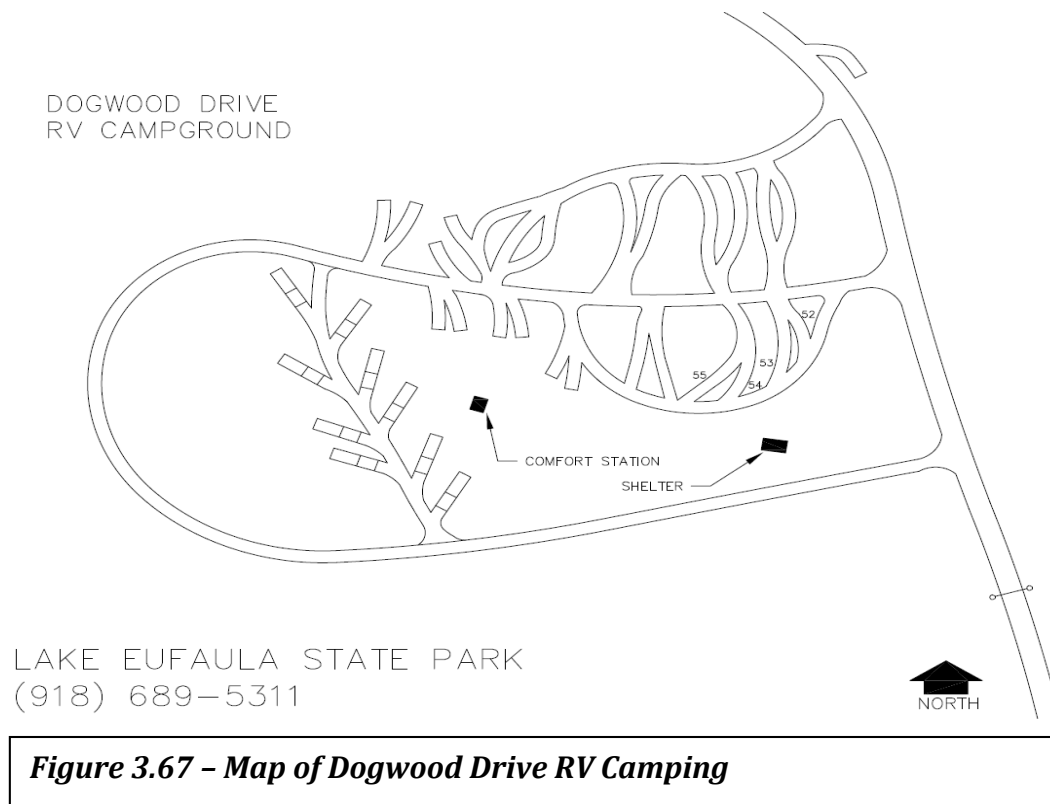 DOGWOOD DRIVE
RV CAMPGROUND
52
53
55
54
COMFORT STATION
SHELTER
LAKE EUFAULA STATE PARK
(918) 689-5311
NORTH
Figure 3.67 – Map of Dogwood Drive RV Camping